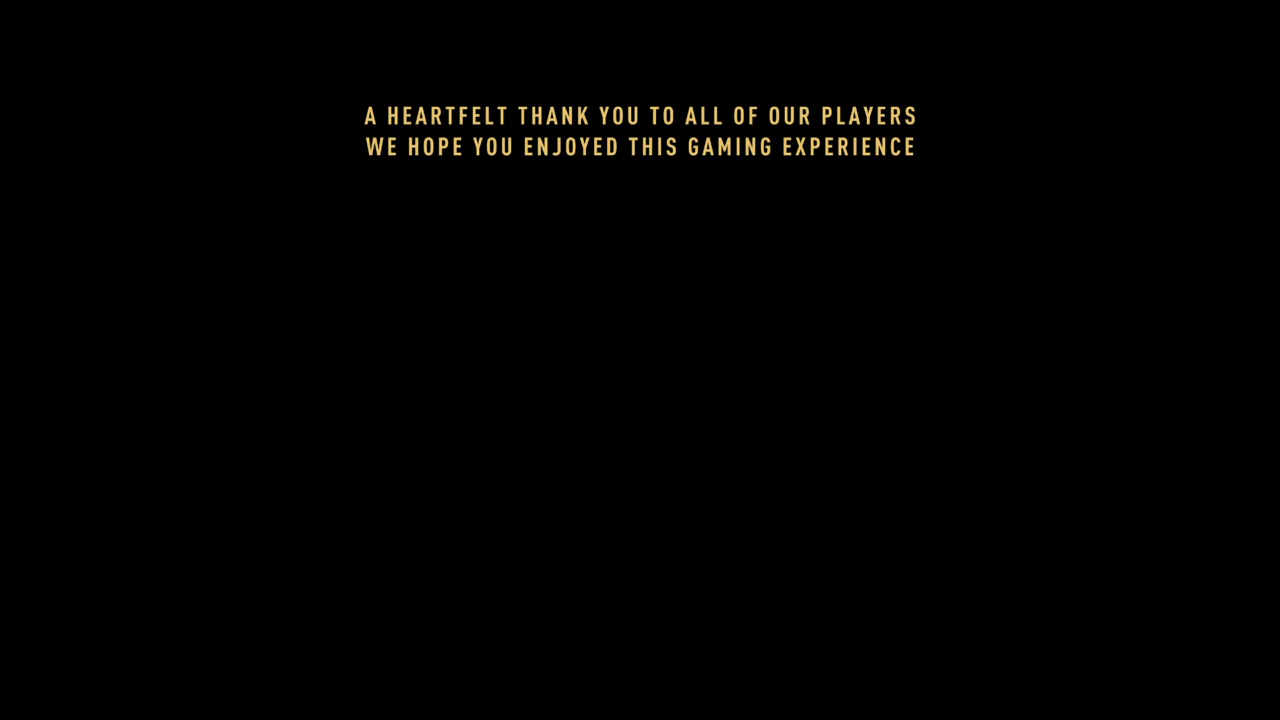 A HEARTFELT THANK YOU TO ALL OF OUR PLAYERS
WE HOPE YOU ENJOYED THIS GAMING EXPERIENCE